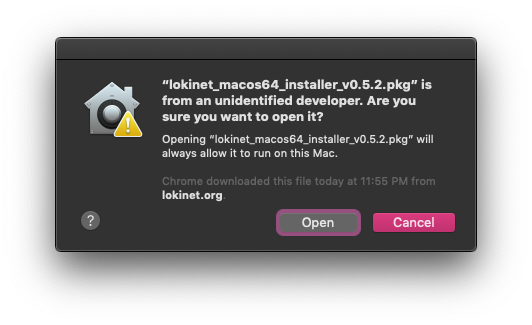 “lokinet_macos64_installer_v0.5.2.pkg” is
from an unidentified developer. Are you
sure you want to open it?
Opening “lokinet_macos64_installer_v0.5.2.pkg” will
always allow it to run on this Mac.
Chrome downloaded this file today at 11:55 PM from
lokinet.org.
?
Open
Cancel